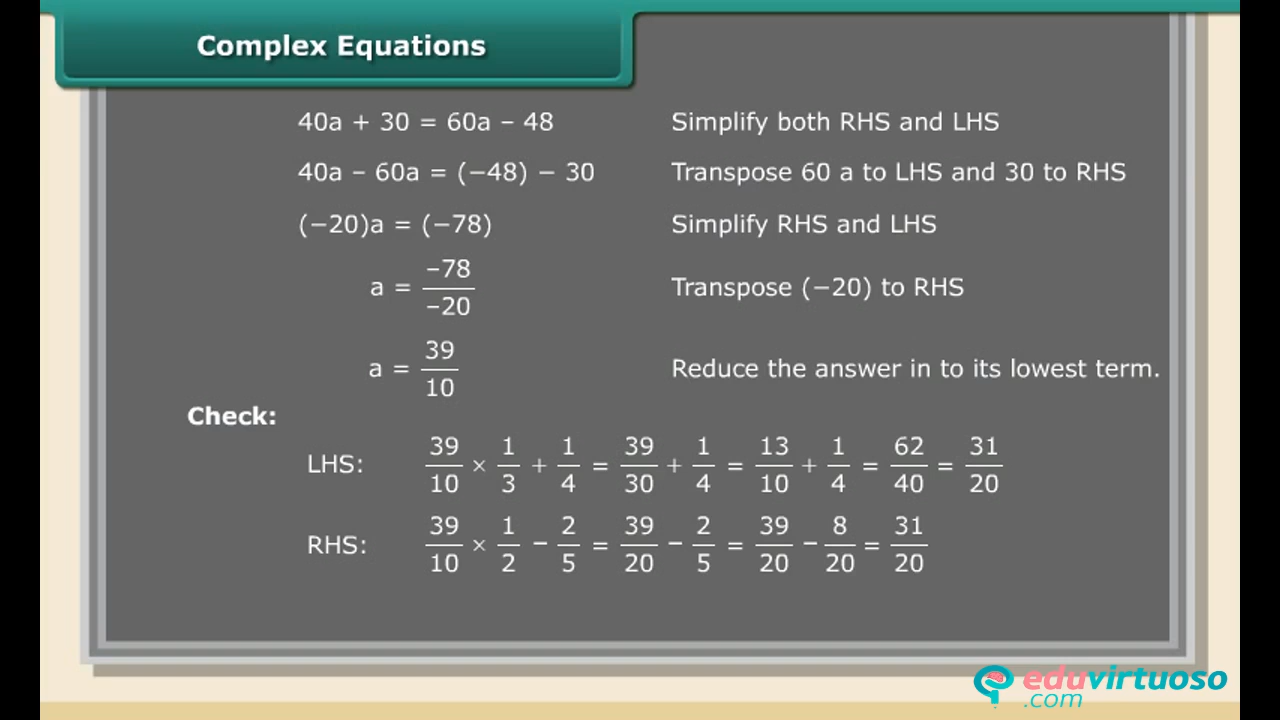 Complex Equations
40a + 30 = 60a – 48 Simplify both RHS and LHS
40a – 60a = (−48) − 30 Transpose 60 a to LHS and 30 to RHS
(−20)a = (−78) Simplify RHS and LHS
a = –78/–20 Transpose (−20) to RHS
a = 39/10 Reduce the answer in to its lowest term.
Check:
LHS: 39/10 × 1/3 + 1/4 = 39/30 + 1/4 = 13/10 + 1/4 = 62/40 = 31/20
RHS: 39/10 × 1/2 – 2/5 = 39/20 – 2/5 = 39/20 – 8/20 = 31/20
eduvirtuoso
.com